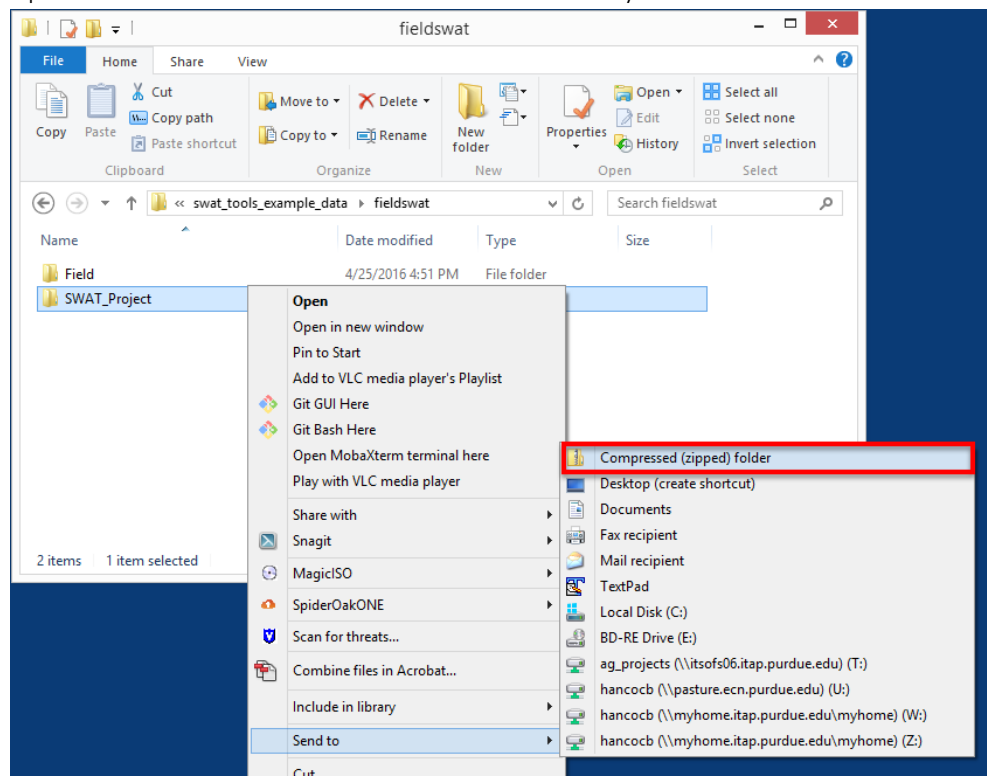 fieldswat
File Home Share View
Copy
Paste
Cut
Copy path
Paste shortcut
Clipboard
Move to
Copy to
Delete
Rename
Organize
New folder
New
Properties
Open
Edit
History
Open
Select all
Select none
Invert selection
Select
« swat_tools_example_data fieldswat
Search fieldswat
Name Date modified Type Size
Field 4/25/2016 4:51 PM File folder
SWAT_Project
Open
Open in new window
Pin to Start
Add to VLC media player's Playlist
Git GUI Here
Git Bash Here
Open MobaXterm terminal here
Play with VLC media player
Share with
Snagit
MagicISO
SpiderOakONE
Scan for threats...
Combine files in Acrobat...
Include in library
Send to
Cut
Compressed (zipped) folder
Desktop (create shortcut)
Documents
Fax recipient
Mail recipient
TextPad
Local Disk (C:)
BD-RE Drive (E:)
ag_projects (\\itsofs06.itap.purdue.edu) (T:)
hancocb (\\pasture.ecn.purdue.edu) (U:)
hancocb (\\myhome.itap.purdue.edu\myhome) (W:)
hancocb (\\myhome.itap.purdue.edu\myhome) (Z:)
2 items 1 item selected